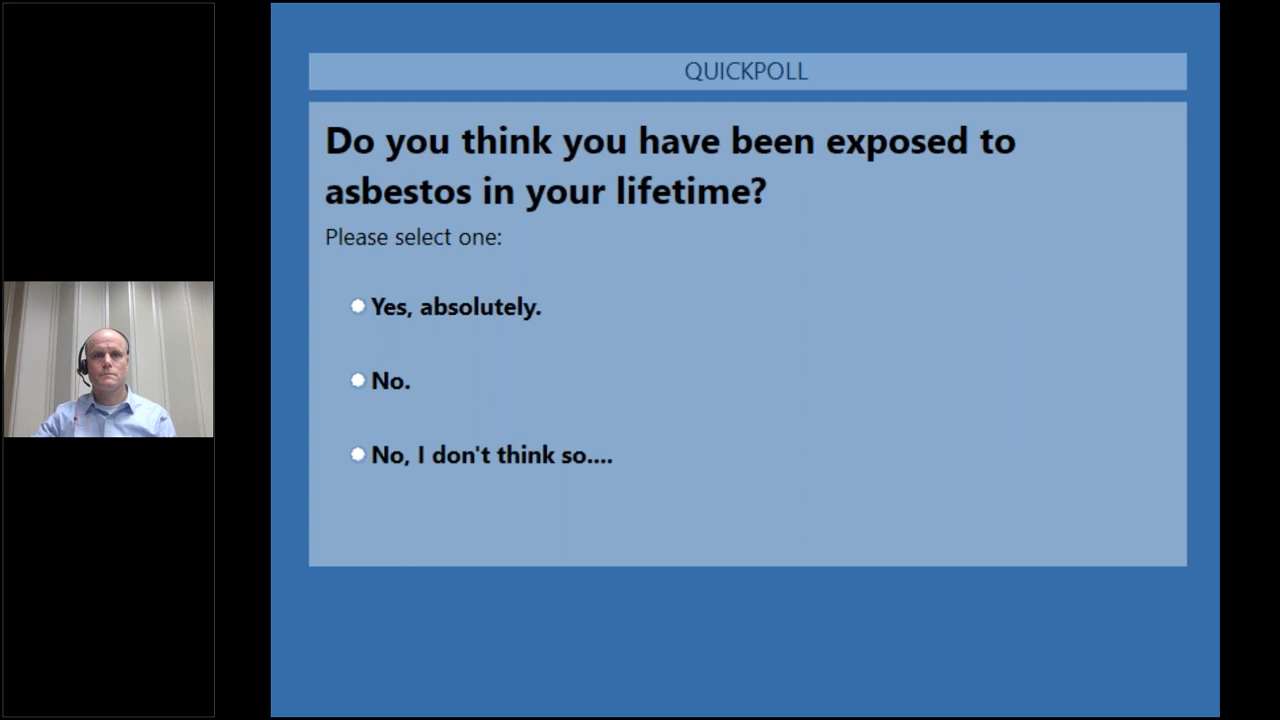 QUICKPOLL
Do you think you have been exposed to
asbestos in your lifetime?
Please select one:
Yes, absolutely.
No.
No, I don't think so....